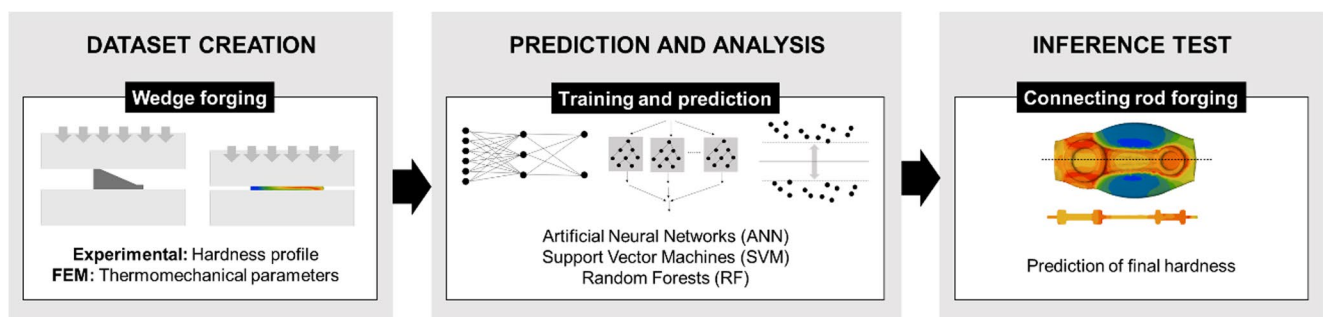 DATASET CREATION
Wedge forging
Experimental: Hardness profile
FEM: Thermomechanical parameters
PREDICTION AND ANALYSIS
Training and prediction
Artificial Neural Networks (ANN)
Support Vector Machines (SVM)
Random Forests (RF)
INFERENCE TEST
Connecting rod forging
Prediction of final hardness